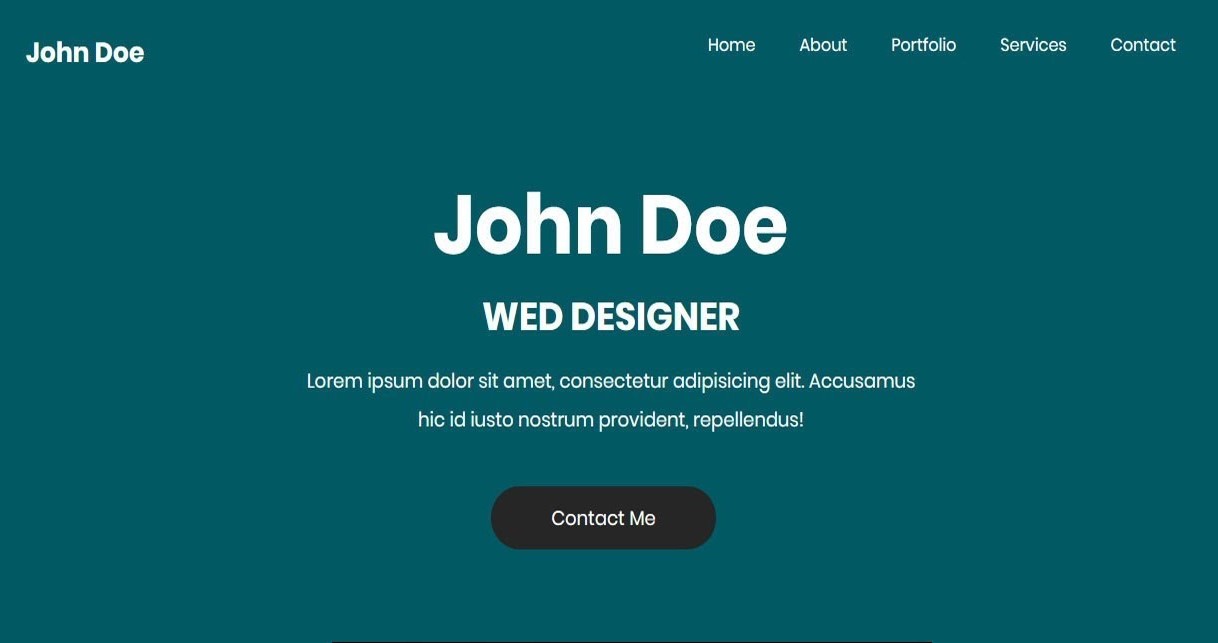 John Doe
Home About Portfolio Services Contact
John Doe
WED DESIGNER
Lorem ipsum dolor sit amet, consectetur adipisicing elit. Accusamus
hic id iusto nostrum provident, repellendus!
Contact Me